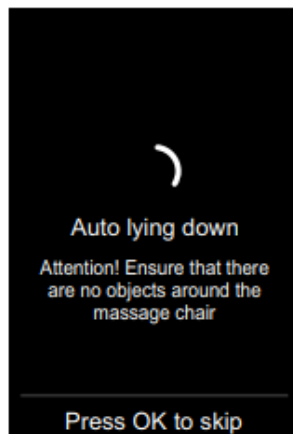 Auto lying down
Attention! Ensure that there
are no objects around the
massage chair
Press OK to skip